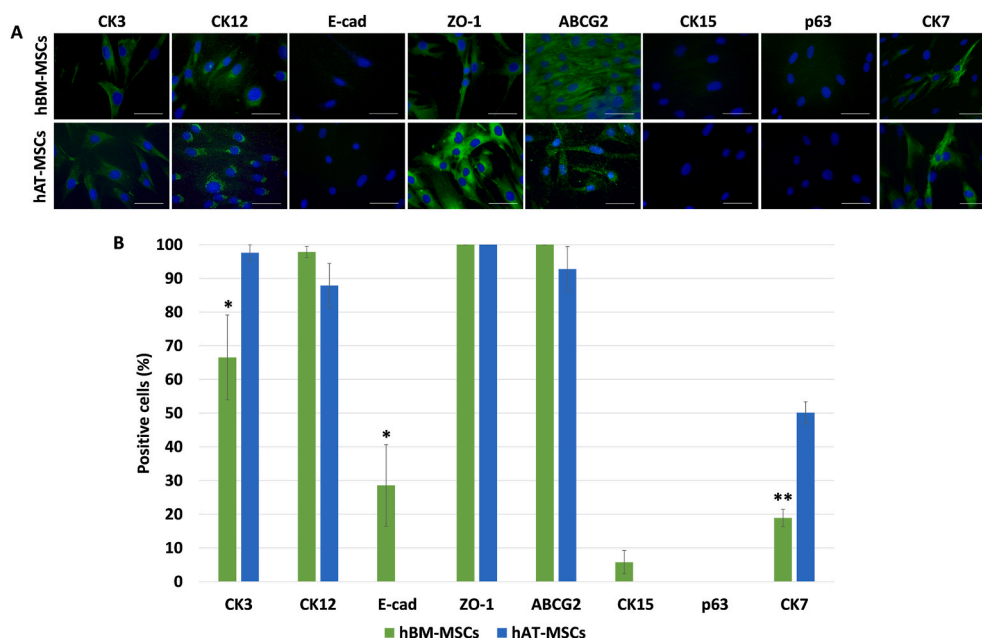 CK3 CK12 E-cad ZO-1 ABCG2 CK15 p63 CK7
A
hBM-MSCs
hAT-MSCs
B
Positive cells (%)
100
90
80
70
60
50
40
30
20
10
0
*
*
**
CK3 CK12 E-cad ZO-1 ABCG2 CK15 p63 CK7
hBM-MSCs hAT-MSCs